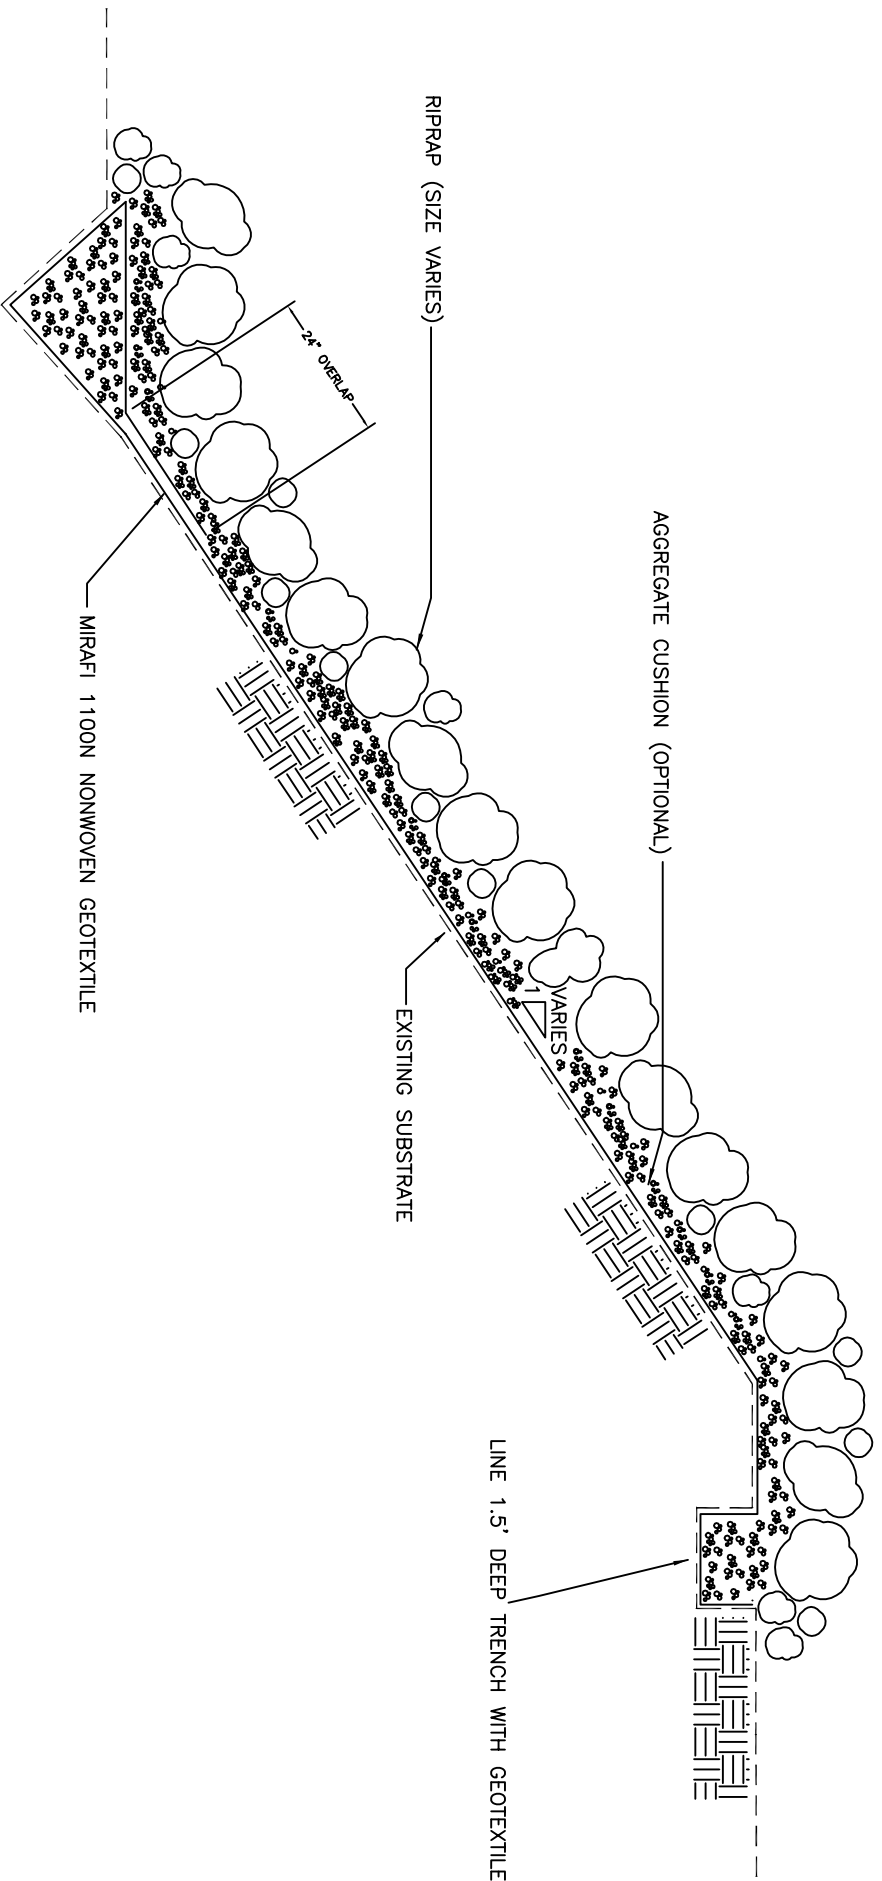 RIPRAP (SIZE VARIES)
24" OVERLAP
AGGREGATE CUSHION (OPTIONAL)
VARIES
1
MIRAFI 1100N NONWOVEN GEOTEXTILE
EXISTING SUBSTRATE
LINE 1.5' DEEP TRENCH WITH GEOTEXTILE